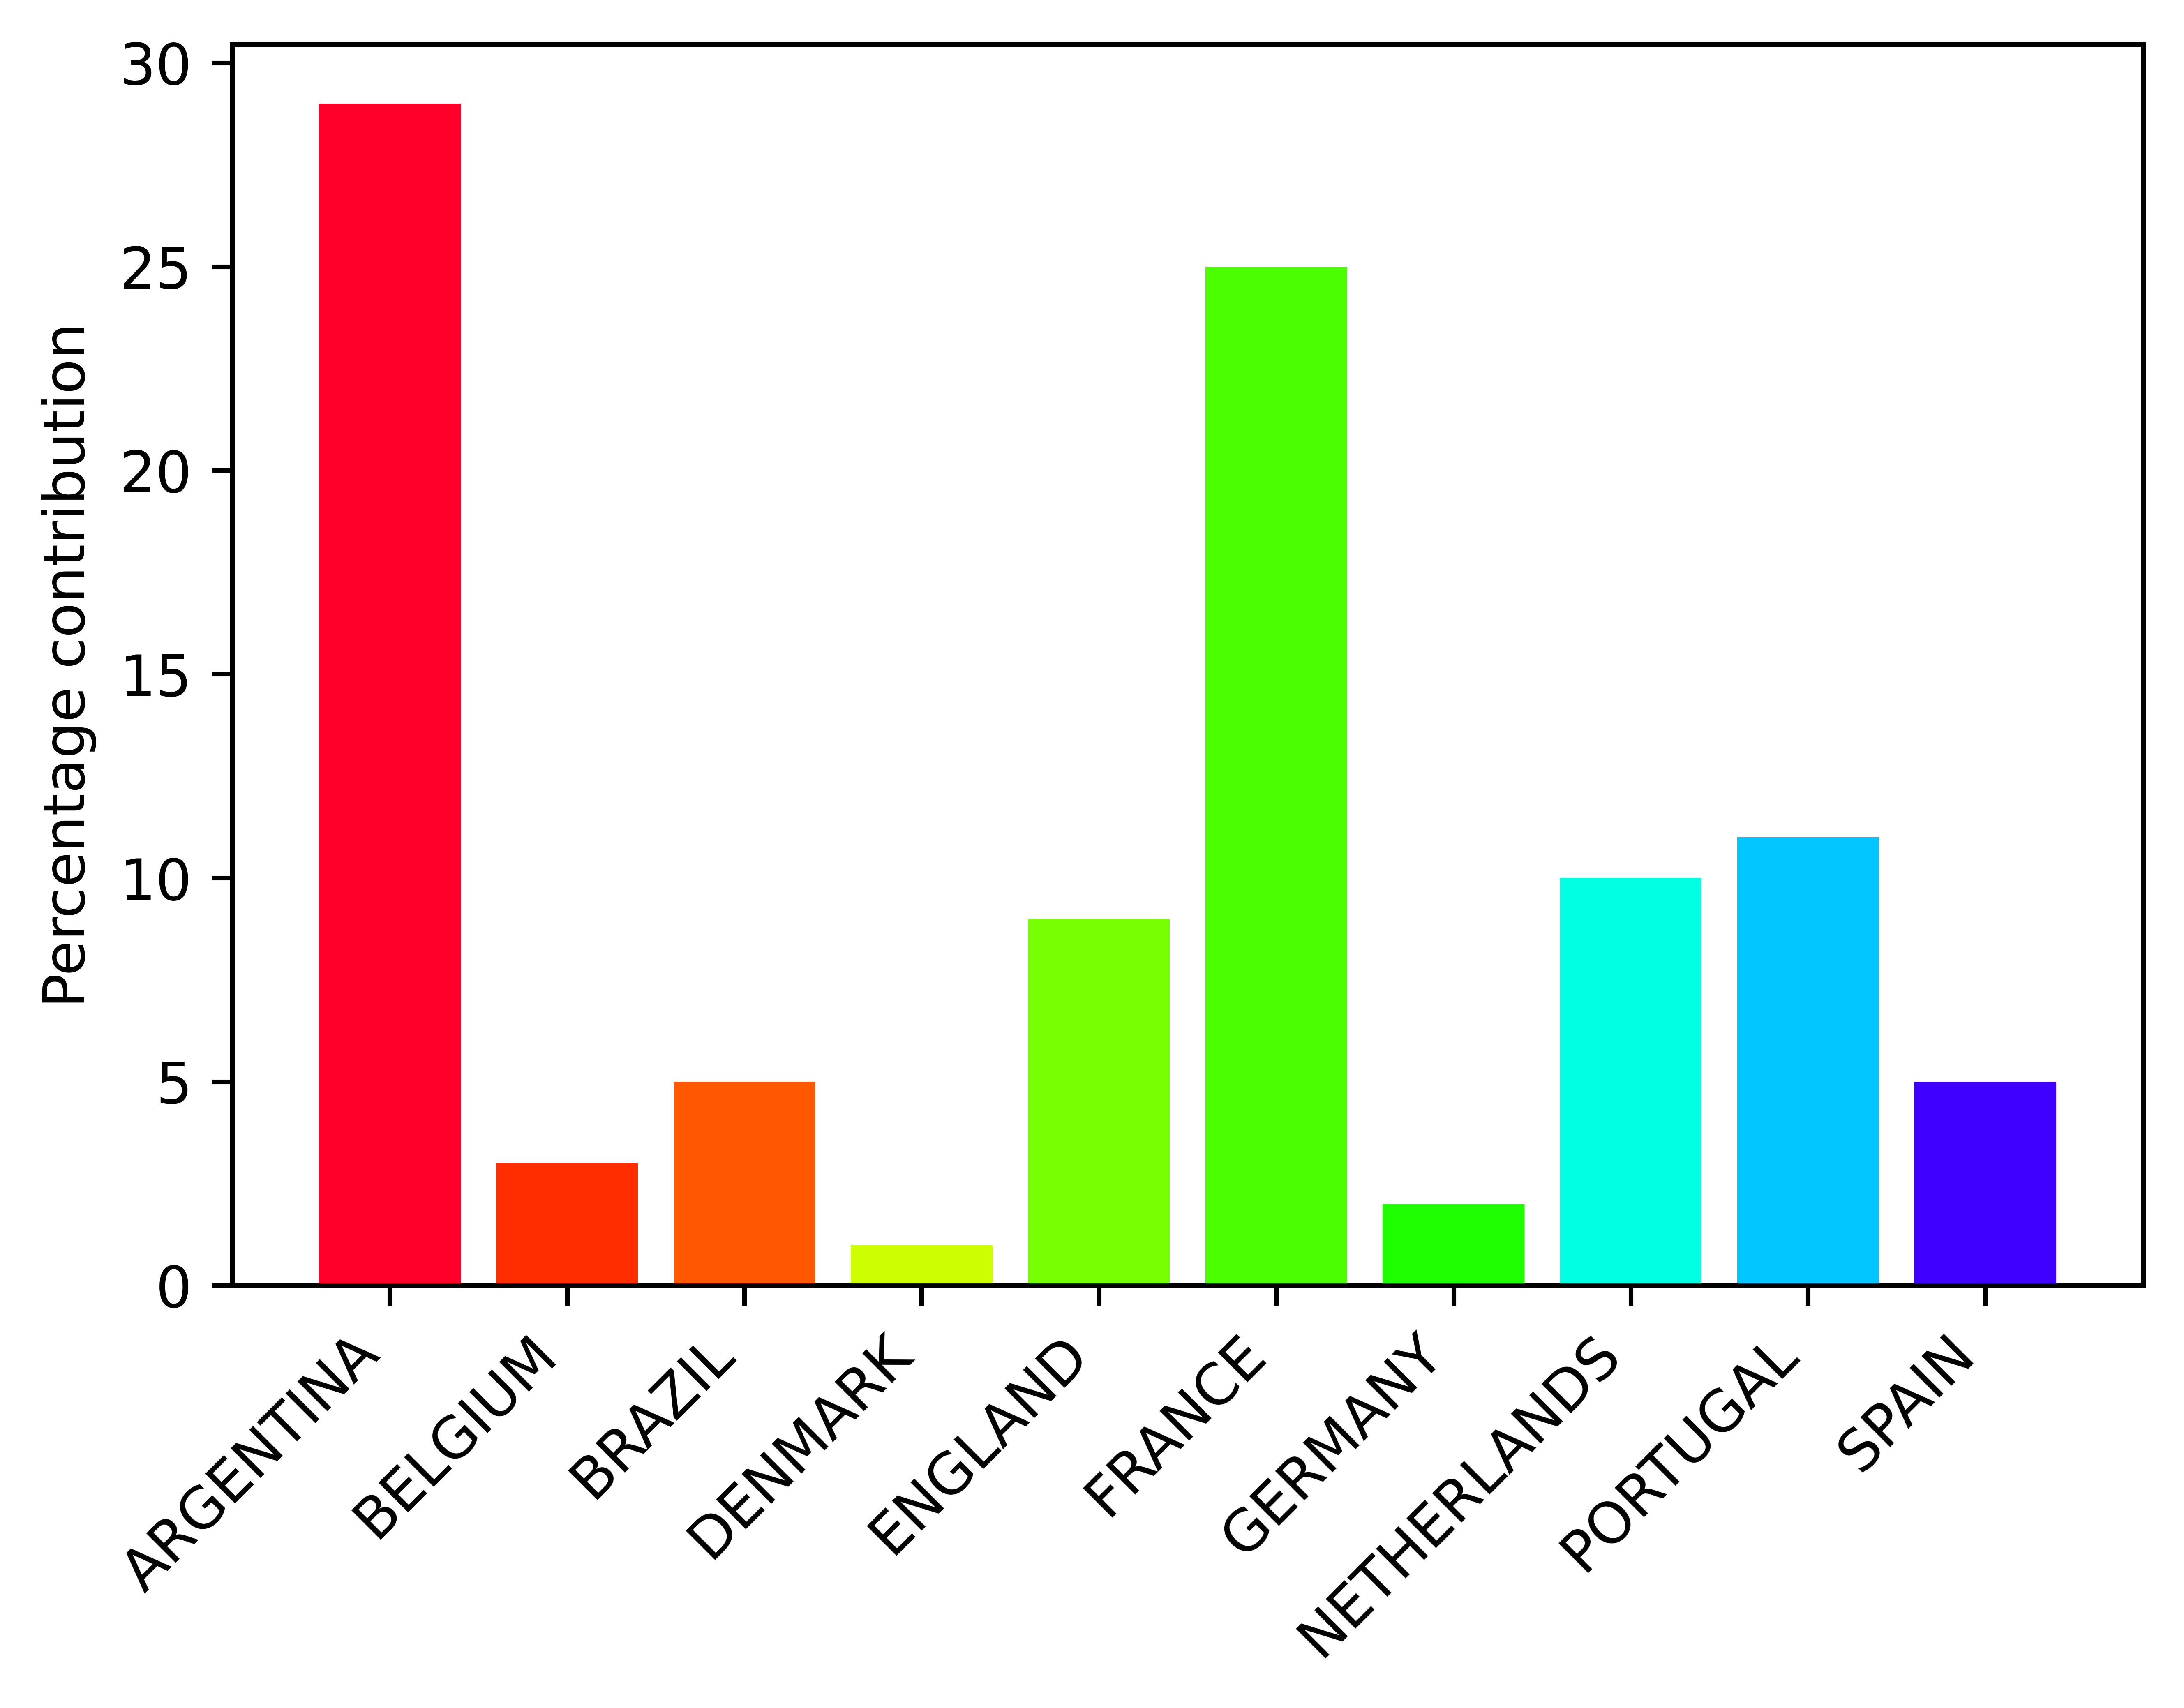 Percentage contribution
30
25
20
15
10
5
0
ARGENTINA
BELGIUM
BRAZIL
DENMARK
ENGLAND
FRANCE
GERMANY
NETHERLANDS
PORTUGAL
SPAIN